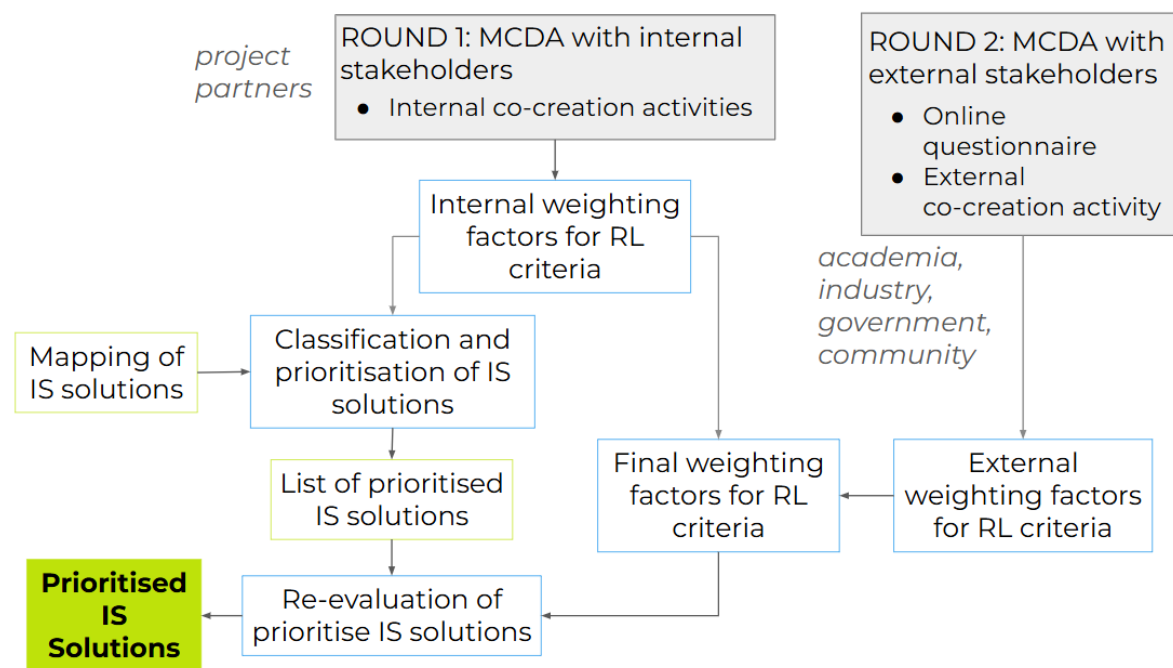 project
partners
ROUND 1: MCDA with internal
stakeholders
● Internal co-creation activities
ROUND 2: MCDA with
external stakeholders
● Online
questionnaire
● External
co-creation activity
Internal weighting
factors for RL
criteria
academia,
industry,
government,
community
Mapping of
IS solutions
Classification and
prioritisation of IS
solutions
List of prioritised
IS solutions
Final weighting
factors for RL
criteria
External
weighting factors
for RL criteria
Prioritised
IS
Solutions
Re-evaluation of
prioritise IS solutions